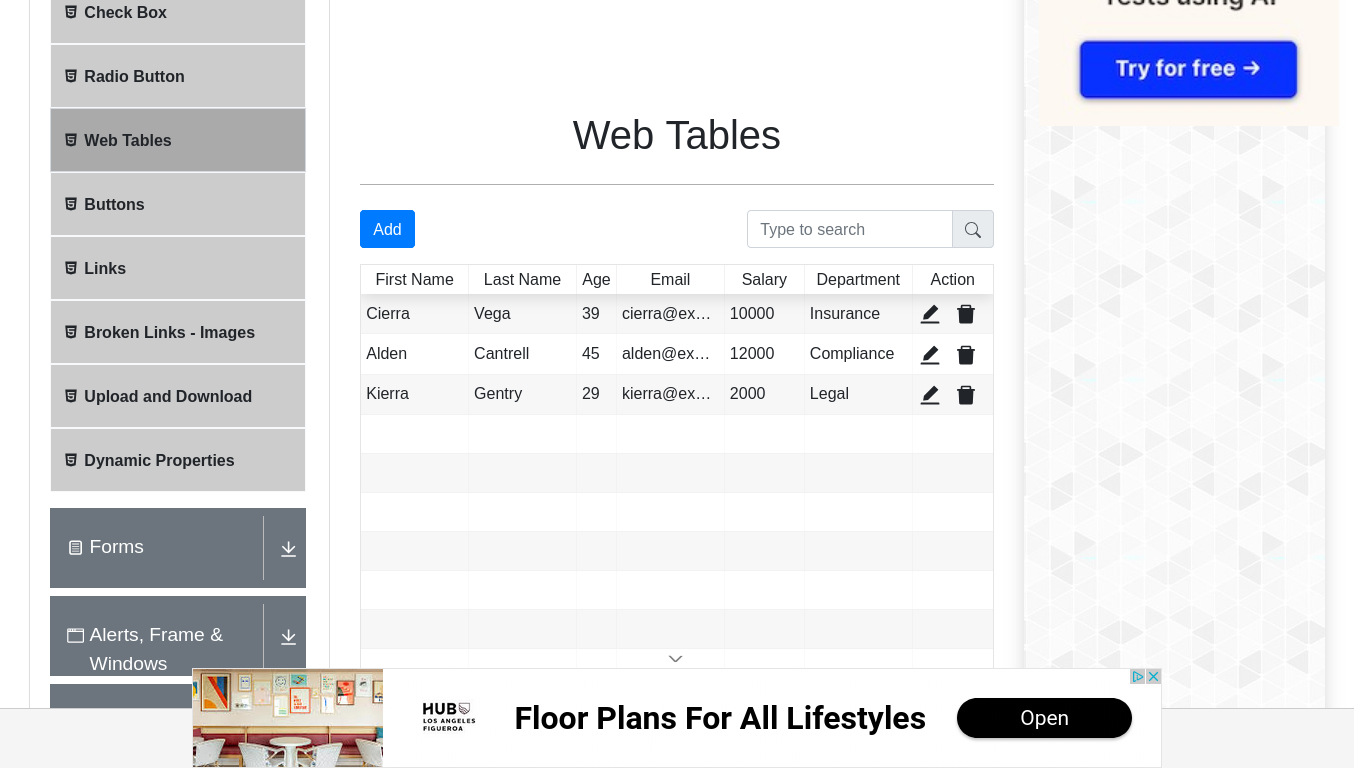 Check Box
Radio Button
Web Tables
Buttons
Links
Broken Links - Images
Upload and Download
Dynamic Properties
Forms
Alerts, Frame &
Windows
Web Tables
Add
Type to search
First Name Last Name Age Email Salary Department Action
Cierra Vega 39 cierra@ex… 10000 Insurance
Alden Cantrell 45 alden@ex… 12000 Compliance
Kierra Gentry 29 kierra@ex… 2000 Legal
Tests using AI
Try for free →
HUB
LOS ANGELES
FIGUEROA
Floor Plans For All Lifestyles
Open